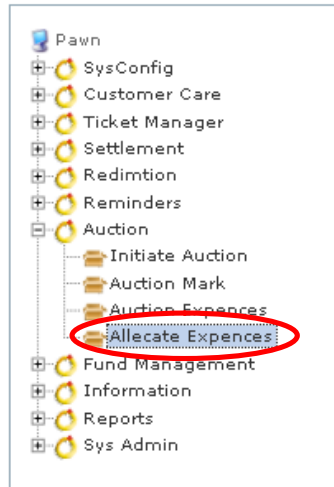 Pawn
SysConfig
Customer Care
Ticket Manager
Settlement
Redimtion
Reminders
Auction
Initiate Auction
Auction Mark
Auction Expences
Allecate Expences
Fund Management
Information
Reports
Sys Admin